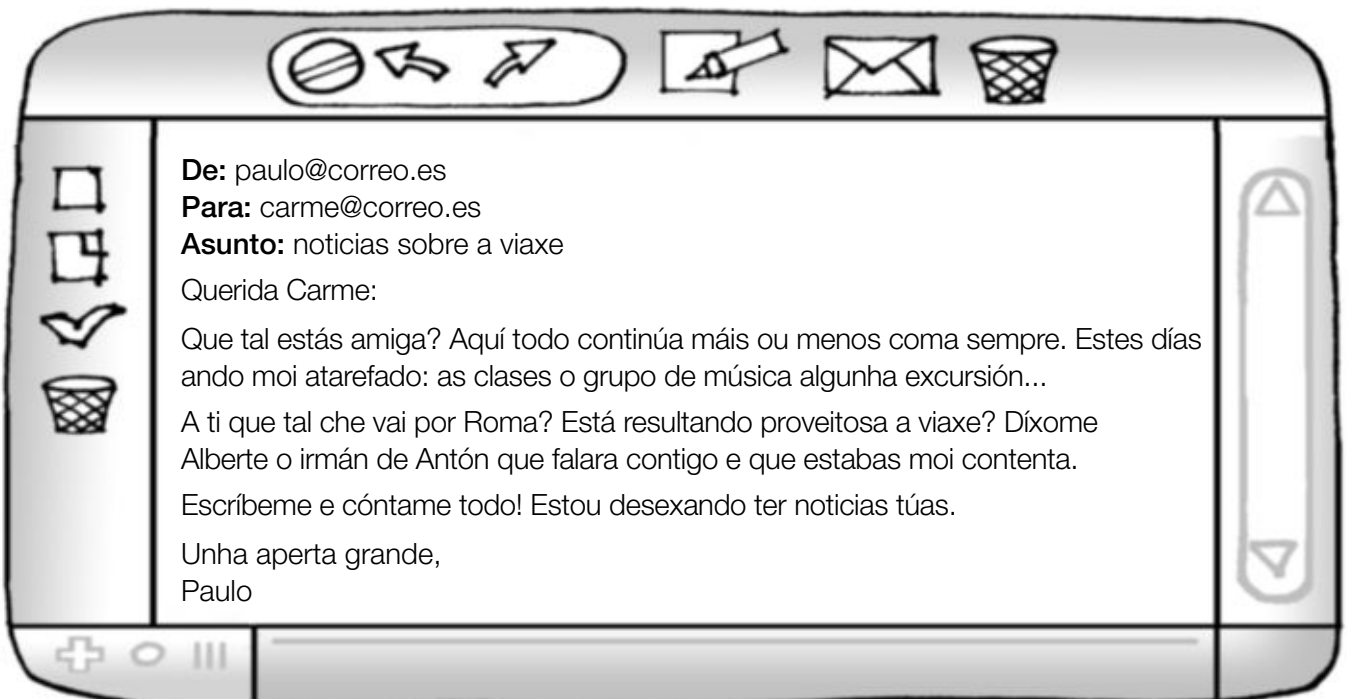 De: paulo@correo.es
Para: carme@correo.es
Asunto: noticias sobre a viaxe
Querida Carme:
Que tal estás amiga? Aquí todo continúa máis ou menos coma sempre. Estes días
ando moi atarefado: as clases o grupo de música algunha excursión...
A ti que tal che vai por Roma? Está resultando proveitosa a viaxe? Díxome
Alberte o irmán de Antón que falara contigo e que estabas moi contenta.
Escríbeme e cóntame todo! Estou desexando ter noticias túas.
Unha aperta grande,
Paulo